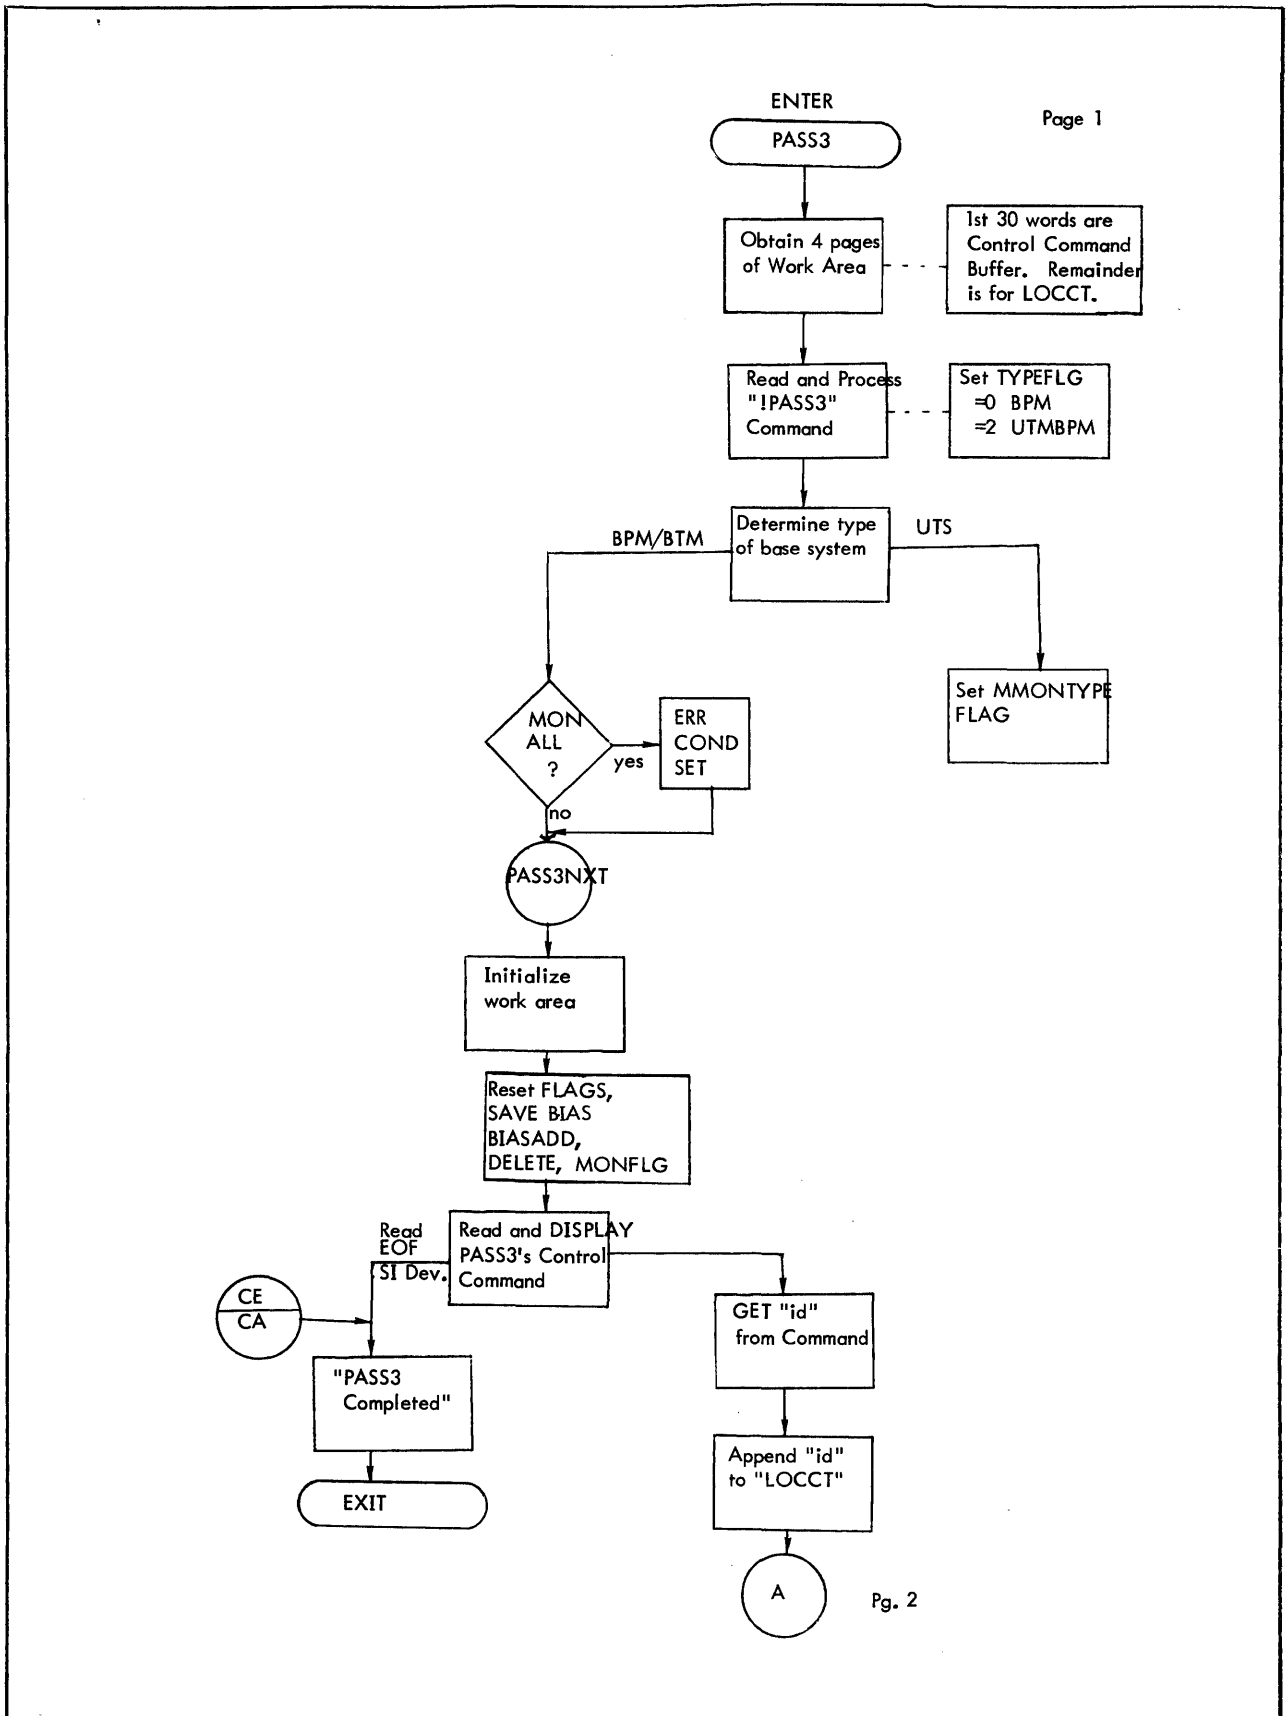 ENTER
Page 1
PASS3
Obtain 4 pages
of Work Area
1st 30 words are
Control Command
Buffer. Remainder
is for LOCCT.
Read and Process
"!PASS3"
Command
Set TYPEFLG
=0 BPM
=2 UTMBPM
Determine type
of base system
BPM/BTM
UTS
Set MMONTYPE
FLAG
MON
ALL
?
yes
ERR
COND
SET
no
PASS3NXT
Initialize
work area
Reset FLAGS,
SAVE BIAS
BIASADD,
DELETE, MONFLG
Read
EOF
SI Dev.
Read and DISPLAY
PASS3's Control
Command
CE
CA
GET "id"
from Command
"PASS3
Completed"
Append "id"
to "LOCCT"
EXIT
A
Pg. 2